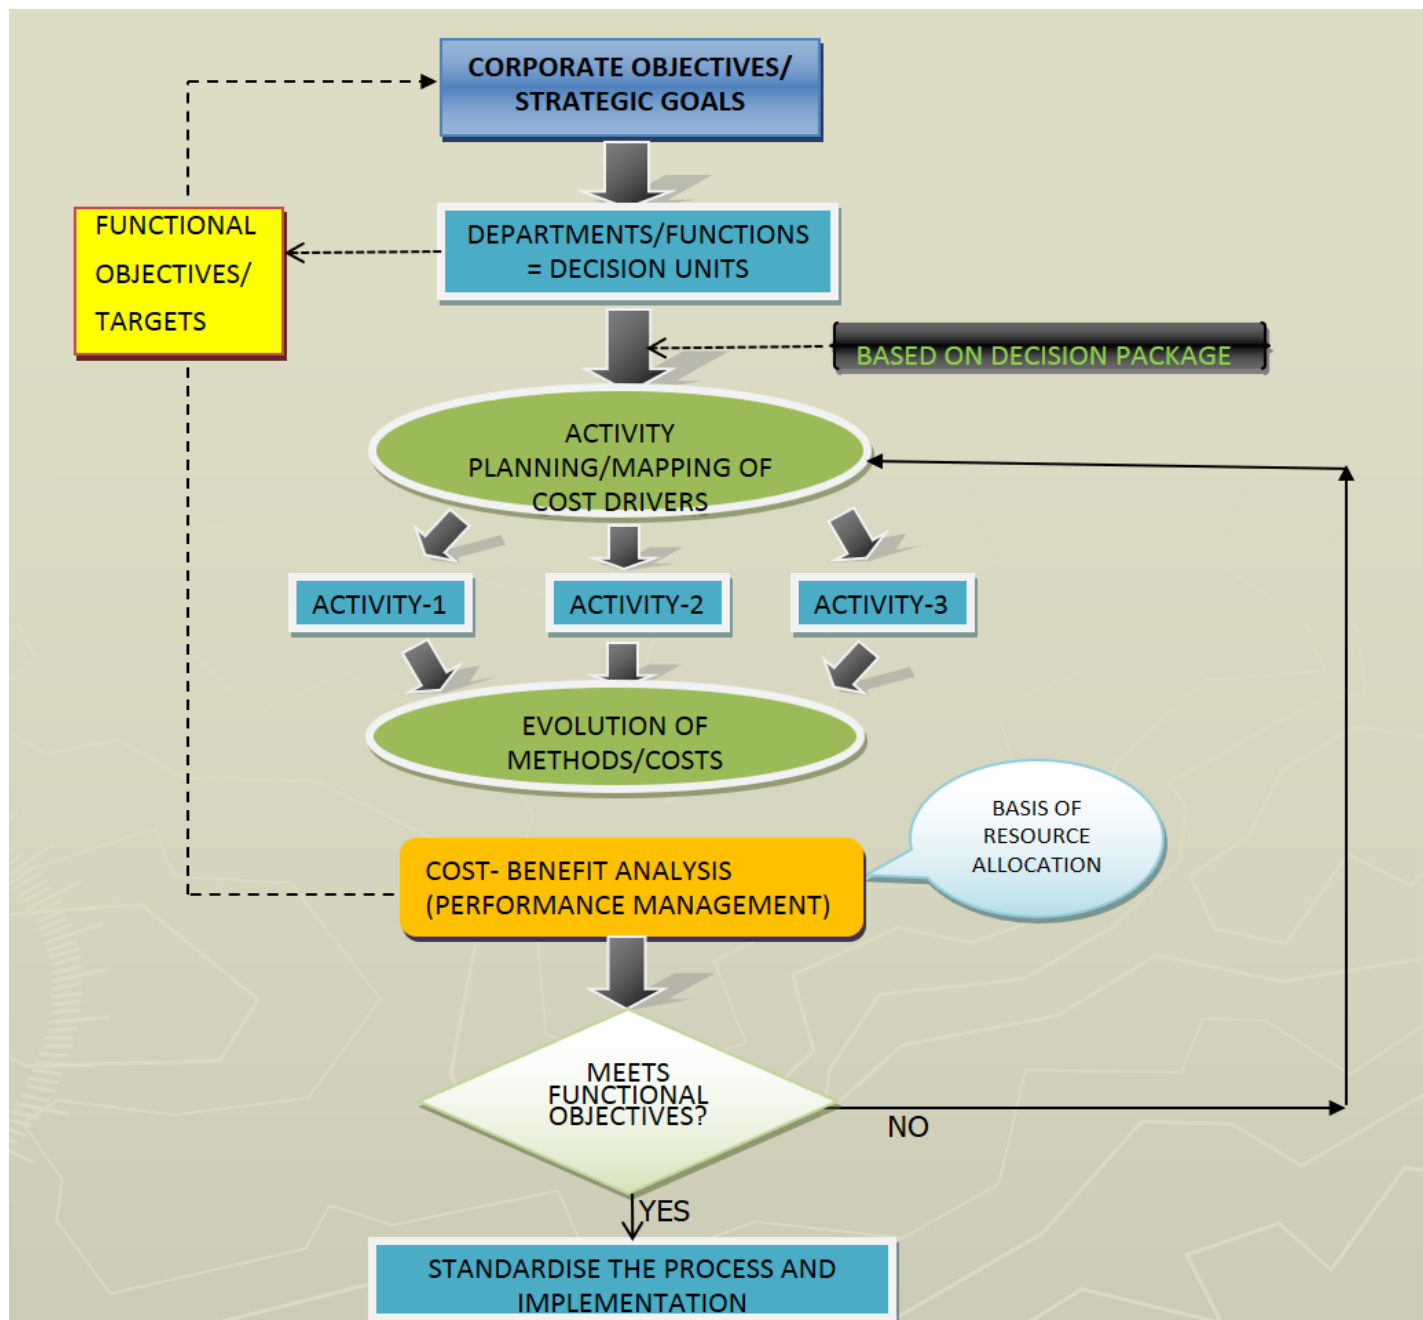 CORPORATE OBJECTIVES/
STRATEGIC GOALS
FUNCTIONAL
OBJECTIVES/
TARGETS
DEPARTMENTS/FUNCTIONS
= DECISION UNITS
BASED ON DECISION PACKAGE
ACTIVITY
PLANNING/MAPPING OF
COST DRIVERS
ACTIVITY-1
ACTIVITY-2
ACTIVITY-3
EVOLUTION OF
METHODS/COSTS
BASIS OF
RESOURCE
ALLOCATION
COST- BENEFIT ANALYSIS
(PERFORMANCE MANAGEMENT)
MEETS
FUNCTIONAL
OBJECTIVES?
NO
YES
STANDARDISE THE PROCESS AND
IMPLEMENTATION